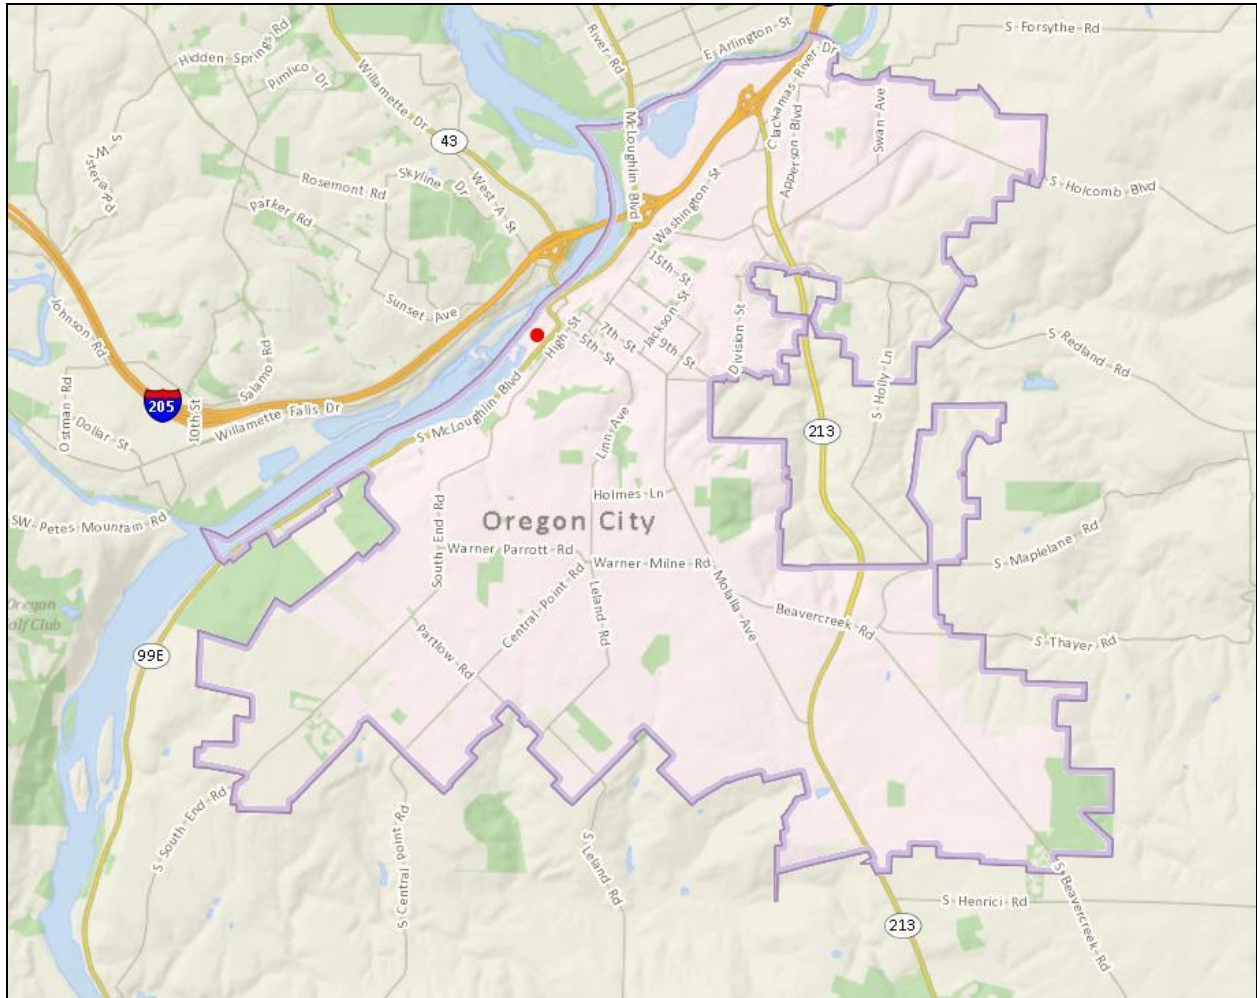 S Forsythe Rd
River Rd
E Arlington St
Hidden Springs Rd
Pimlico Dr
Willamette Dr
43
Clackamas River Dr
Swan Ave
Apperson Blvd
McLoughlin Blvd
S Wisteria Rd
Rosemont Rd
Skyline Dr
West A St
Parker Rd
Washington St
S Holcomb Blvd
15th St
Sunset Ave
Johnson Rd
Salamo Rd
High St
7th St
5th St
Jackson St
9th St
Division St
S Holly Ln
S Redland Rd
205
Ostman Rd
Dollar St
10th St
Willamette Falls Dr
S McLoughlin Blvd
Linn Ave
213
Holmes Ln
SW Petes Mountain Rd
South End Rd
Oregon City
Warner Parrott Rd
Warner Milne Rd
S Maplelane Rd
Central Point Rd
Leland Rd
Molalla Ave
Beavercreek Rd
S Thayer Rd
Oregon
olf Club
99E
Partlow Rd
S South End Rd
S Central Point Rd
S Leland Rd
S Henrici Rd
S Beavercreek Rd
213